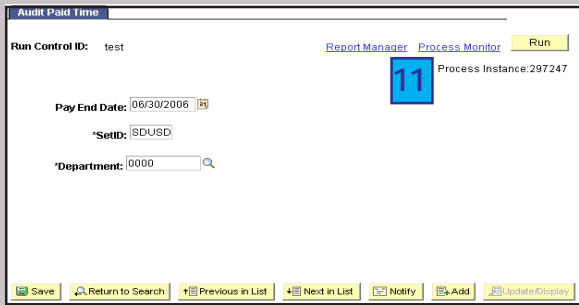 Audit Paid Time
Run Control ID: test Report Manager Process Monitor Run
11 Process Instance:297247
Pay End Date: 06/30/2006
*SetID: SDUSD
*Department: 0000
Save Return to Search Previous in List Next in List Notify Add Update/Display